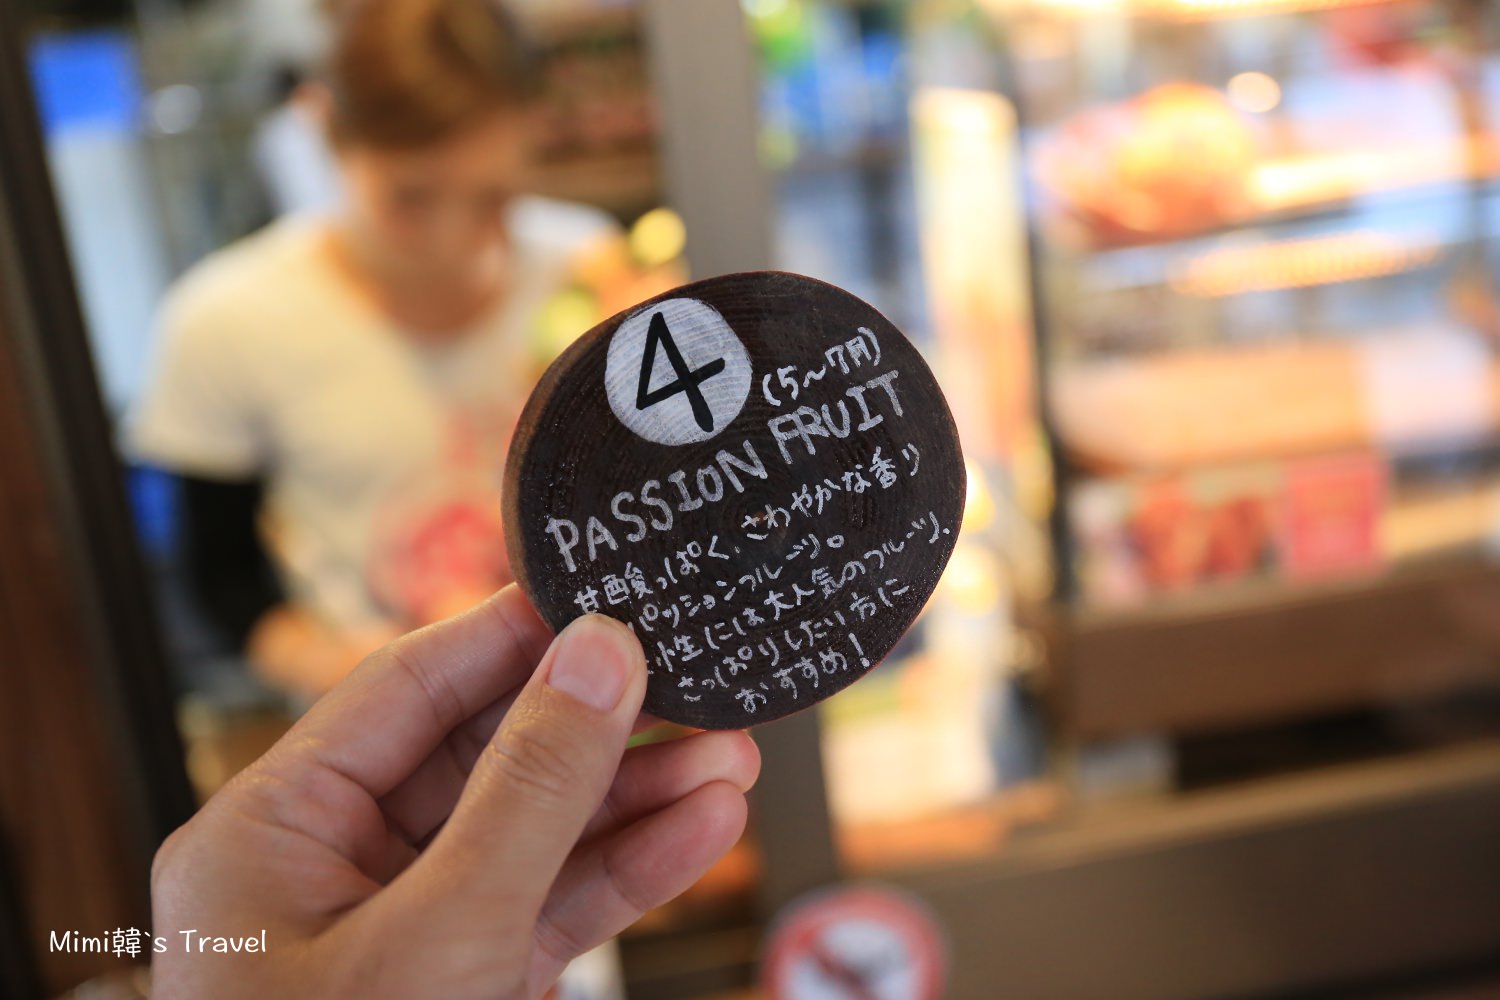 4
(5〜7月)
PASSION FRUIT
甘酸っぱく、さわやかな香り
パッションフルーツ。
性には大人気のフルーツ.
さっぱりしたい方に
おすすめ!
Mimi韓`s Travel